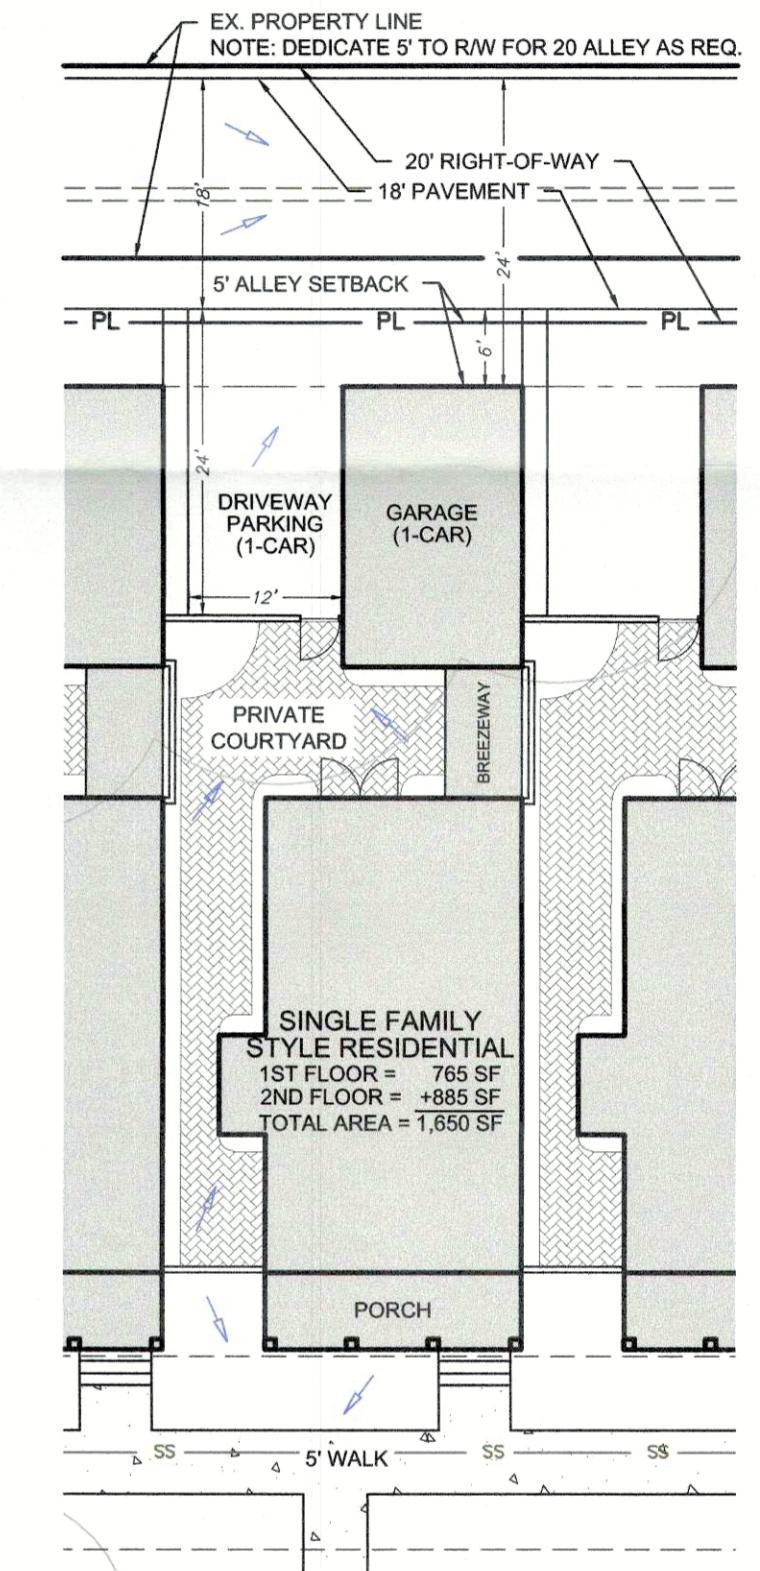 EX. PROPERTY LINE
NOTE: DEDICATE 5' TO R/W FOR 20 ALLEY AS REQ.
20' RIGHT-OF-WAY
18' PAVEMENT
18'
24'
5' ALLEY SETBACK
PL PL PL
6'
24'
DRIVEWAY
PARKING
(1-CAR)
GARAGE
(1-CAR)
12'
PRIVATE
COURTYARD
BREEZEWAY
SINGLE FAMILY
STYLE RESIDENTIAL
1ST FLOOR = 765 SF
2ND FLOOR = +885 SF
TOTAL AREA = 1,650 SF
PORCH
SS SS SS
5' WALK